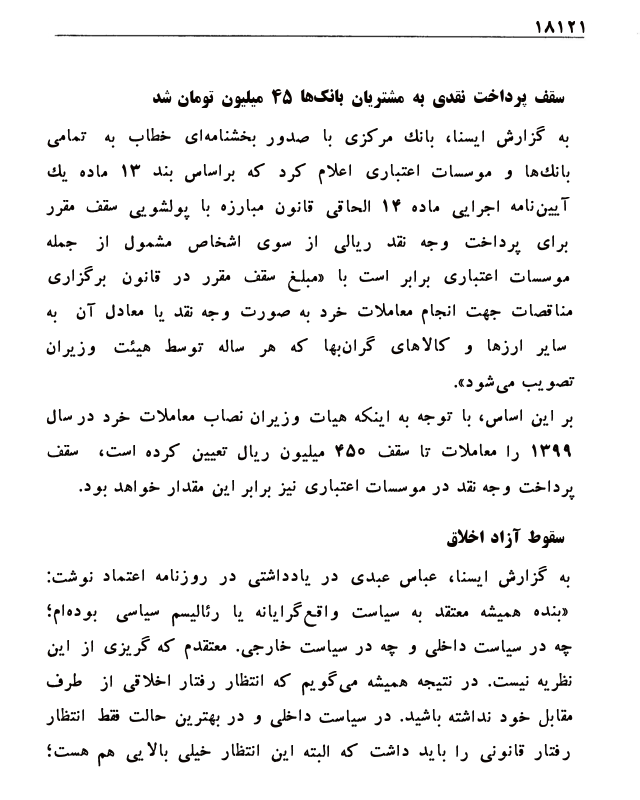 ۱۸۱۲۱
سقف پرداخت نقدی به مشتریان بانک‌ها ۴۵ میلیون تومان شد
به گزارش ایسنا، بانك مرکزی با صدور بخشنامه‌ای خطاب به تمامی
بانك‌ها و موسسات اعتباری اعلام کرد که براساس بند ۱۳ ماده یك
آیین‌نامه اجرایی ماده ۱۴ الحاقی قانون مبارزه با پولشویی سقف مقرر
برای پرداخت وجه نقد ریالی از سوی اشخاص مشمول از جمله
موسسات اعتباری برابر است با «مبلغ سقف مقرر در قانون برگزاری
مناقصات جهت انجام معاملات خرد به صورت وجه نقد یا معادل آن به
سایر ارزها و کالاهای گران‌بها که هر ساله توسط هیئت وزیران
تصویب می‌شود».
بر این اساس، با توجه به اینکه هیات وزیران نصاب معاملات خرد در سال
۱۳۹۹ را معاملات تا سقف ۴۵۰ میلیون ریال تعیین کرده است، سقف
پرداخت وجه نقد در موسسات اعتباری نیز برابر این مقدار خواهد بود.
سقوط آزاد اخلاق
به گزارش ایسنا، عباس عبدی در یادداشتی در روزنامه اعتماد نوشت:
«بنده همیشه معتقد به سیاست واقع‌گرایانه یا رئالیسم سیاسی بوده‌ام؛
چه در سیاست داخلی و چه در سیاست خارجی. معتقدم که گریزی از این
نظریه نیست. در نتیجه همیشه می‌گویم که انتظار رفتار اخلاقی از طرف
مقابل خود نداشته باشید. در سیاست داخلی و در بهترین حالت فقط انتظار
رفتار قانونی را باید داشت که البته این انتظار خیلی بالایی هم هست؛